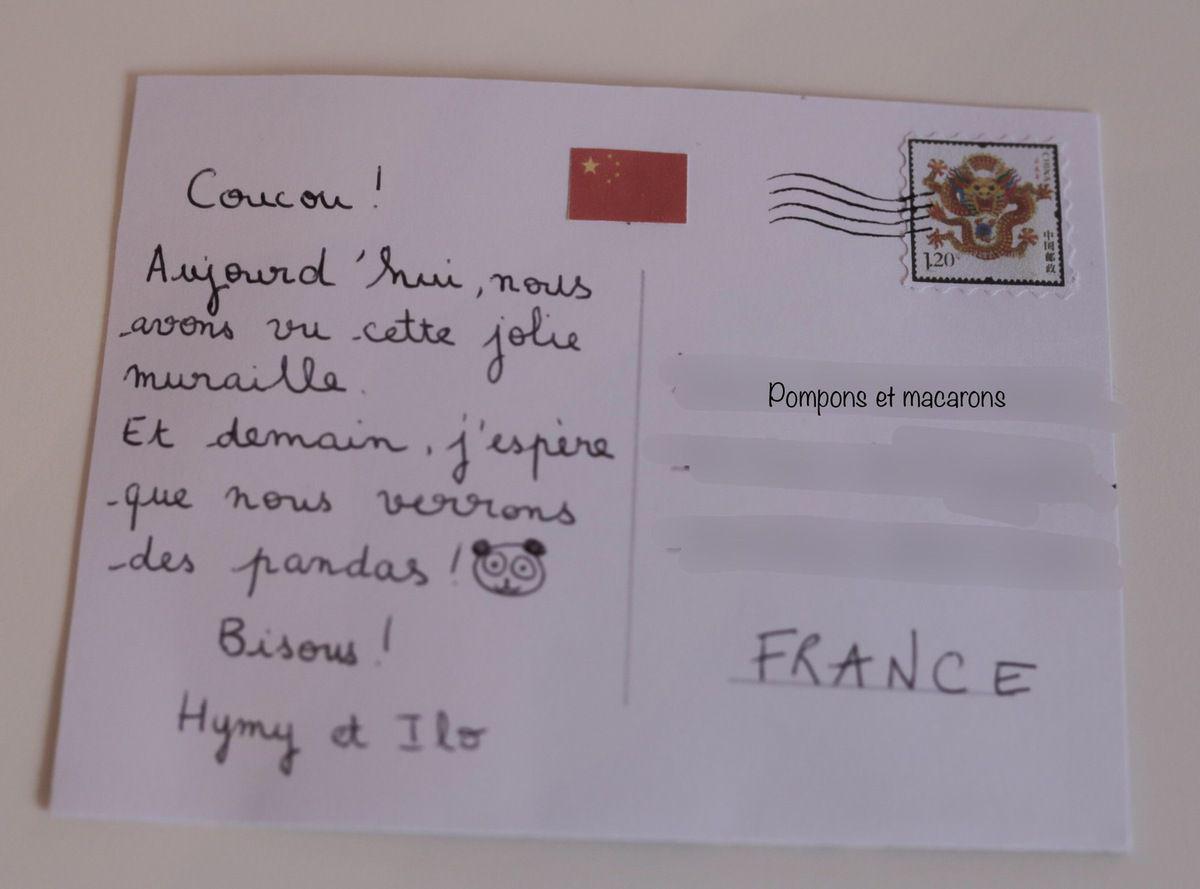 Coucou !
Aujourd'hui, nous
avons vu cette jolie
muraille.
Et demain, j'espère
que nous verrons
des pandas !
Bisous !
Hymy et Ilo
CHINA
中国邮政
1.20
Pompons et macarons
FRANCE